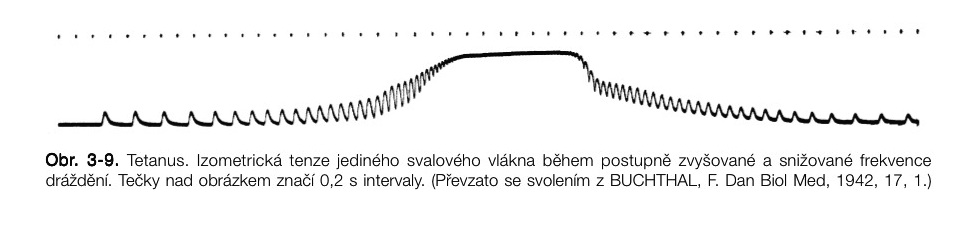 Obr. 3-9. Tetanus. Izometrická tenze jediného svalového vlákna během postupně zvyšované a snižované frekvence
dráždění. Tečky nad obrázkem značí 0,2 s intervaly. (Převzato se svolením z BUCHTHAL, F. Dan Biol Med, 1942, 17, 1.)